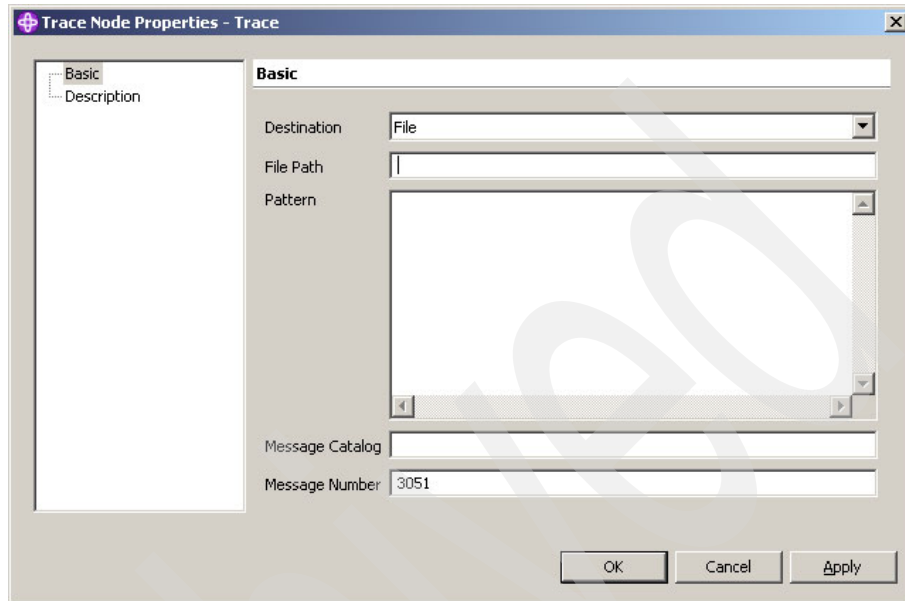 Trace Node Properties - Trace
Basic
Description
Basic
Destination
File
File Path
Pattern
Message Catalog
Message Number
3051
OK
Cancel
Apply